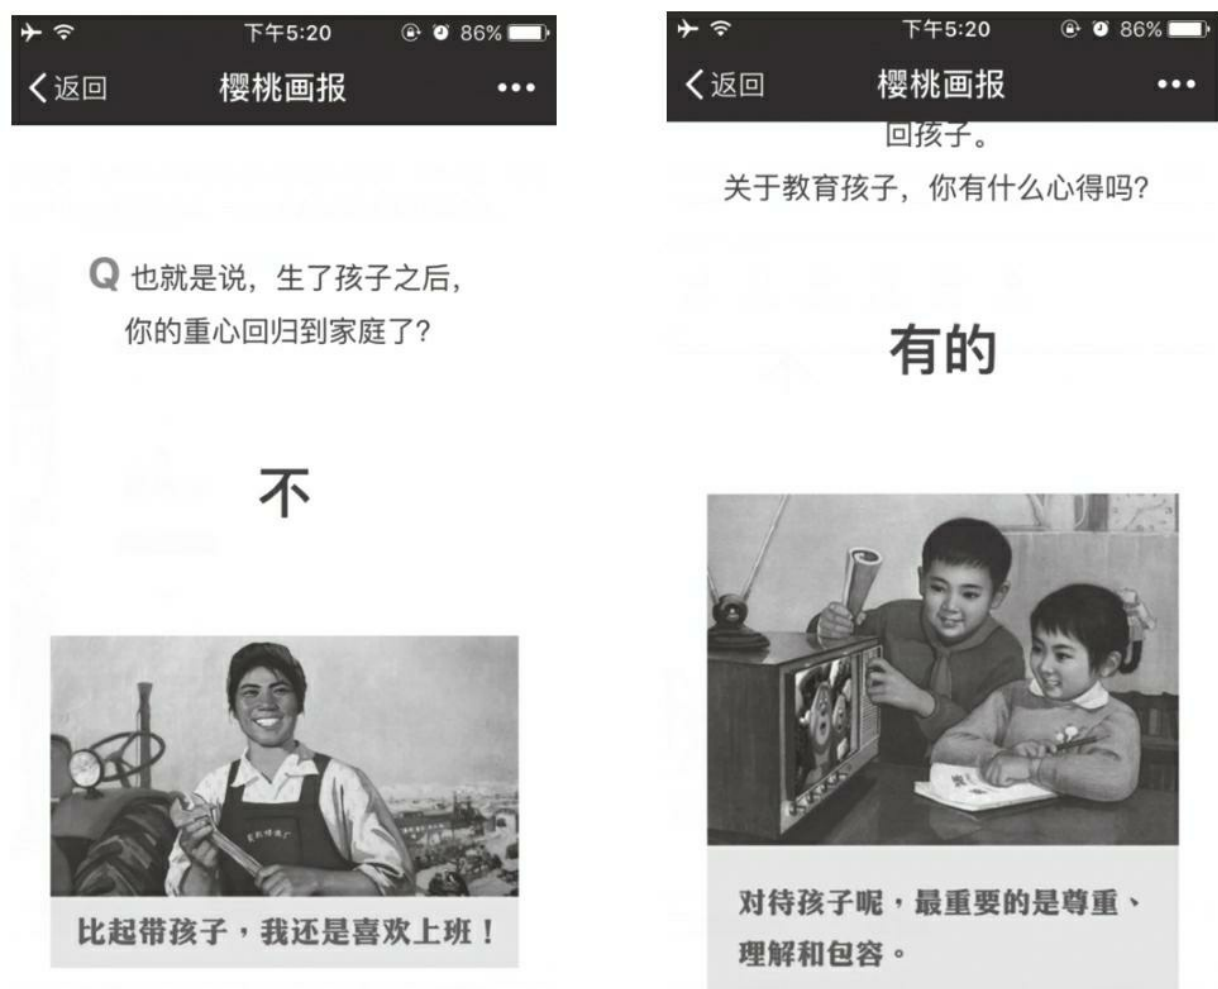 下午5:20
86%
返回
樱桃画报
Q 也就是说，生了孩子之后，
你的重心回归到家庭了?
不
比起带孩子，我还是喜欢上班！
下午5:20
86%
返回
樱桃画报
回孩子。
关于教育孩子，你有什么心得吗?
有的
对待孩子呢，最重要的是尊重、
理解和包容。